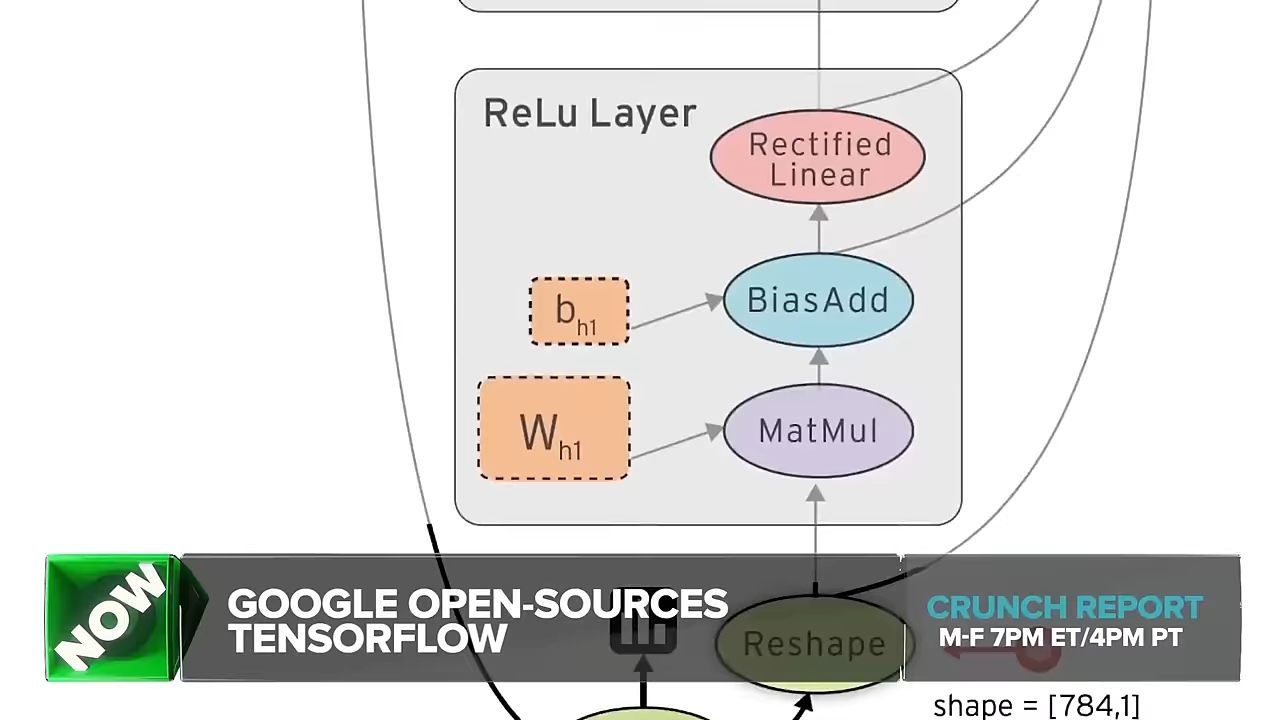 ReLu Layer
Rectified
Linear
BiasAdd
b h1
MatMul
W h1
NOW
GOOGLE OPEN-SOURCES
TENSORFLOW
Reshape
CRUNCH REPORT
M-F 7PM ET/4PM PT
shape = [784,1]